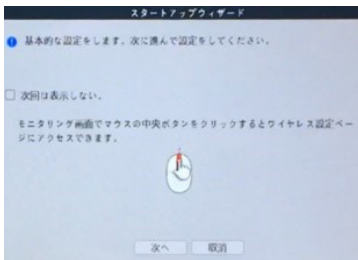 スタートアップウィザード
基本的な設定をします。次に進んで設定をしてください。
次回は表示しない。
モニタリング画面でマウスの中央ボタンをクリックするとワイヤレス設定ペー
ジにアクセスできます。
次へ
取消